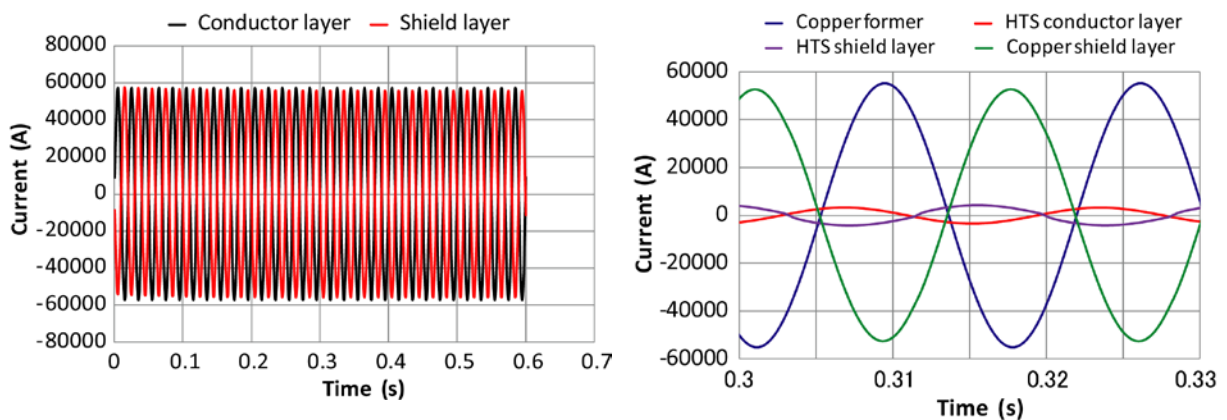 Conductor layer Shield layer
Current (A)
80000
60000
40000
20000
0
-20000
-40000
-60000
-80000
0 0.1 0.2 0.3 0.4 0.5 0.6 0.7
Time (s)
Copper former HTS conductor layer
HTS shield layer Copper shield layer
Current (A)
60000
40000
20000
0
-20000
-40000
-60000
0.3 0.31 0.32 0.33
Time (s)